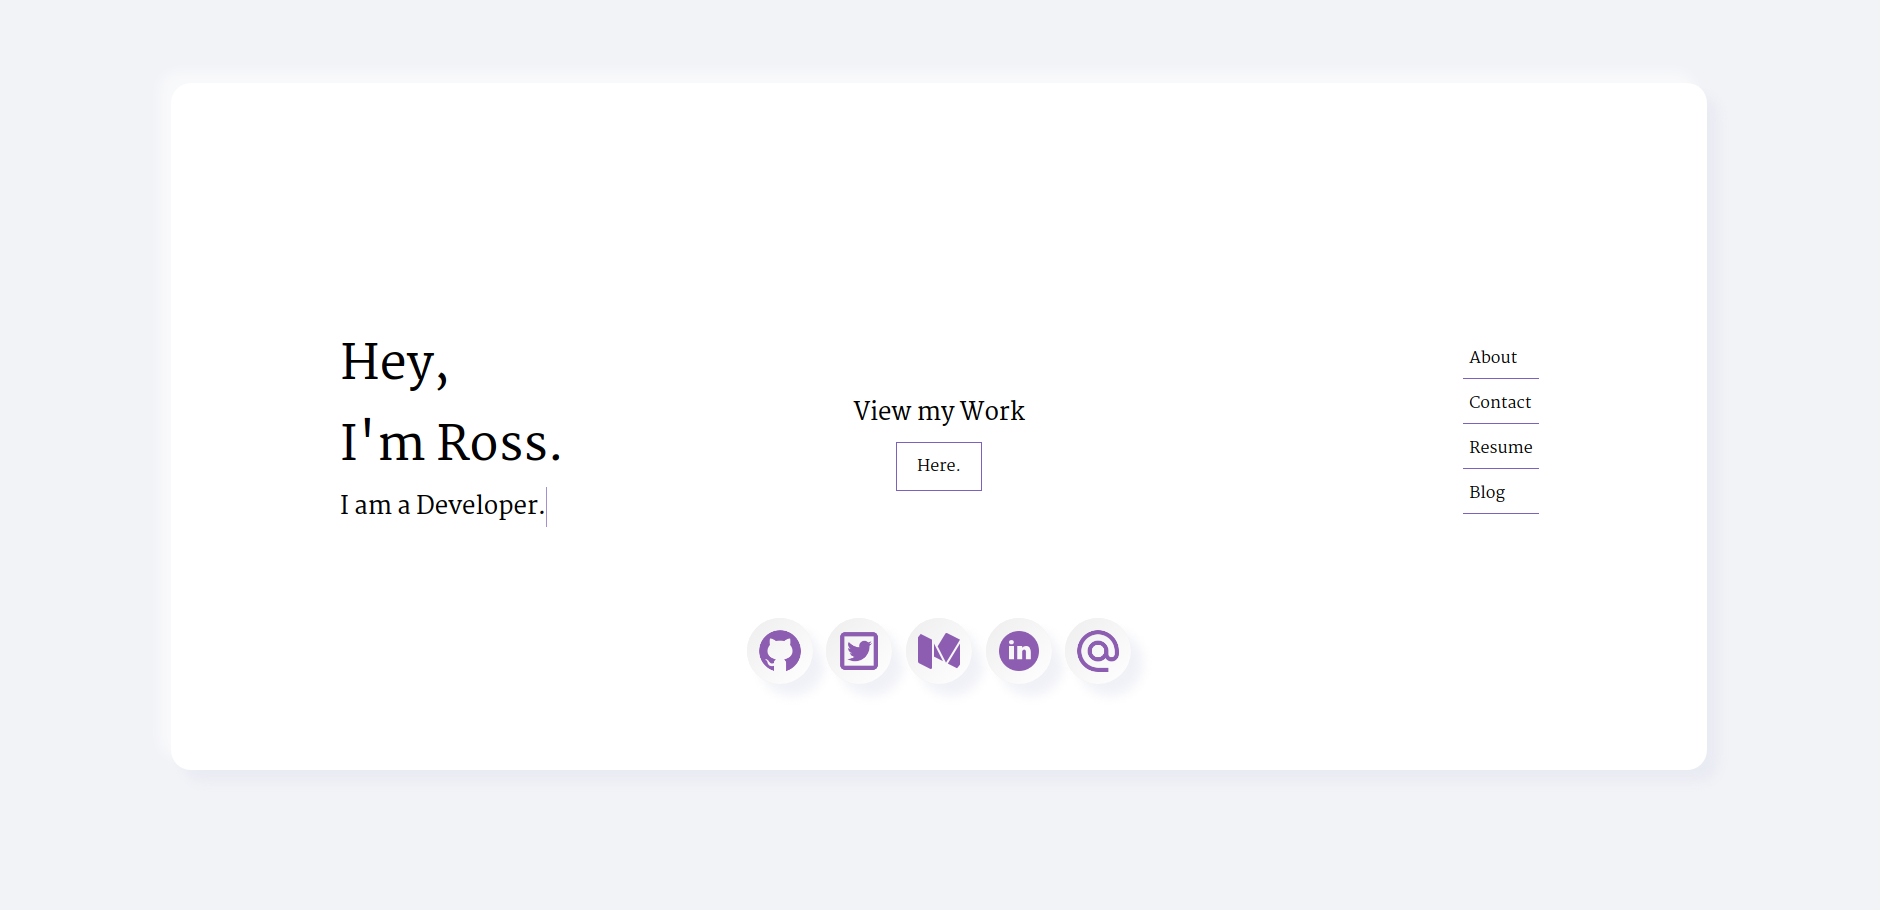 Hey,
I'm Ross.
I am a Developer.
View my Work
Here.
About
Contact
Resume
Blog